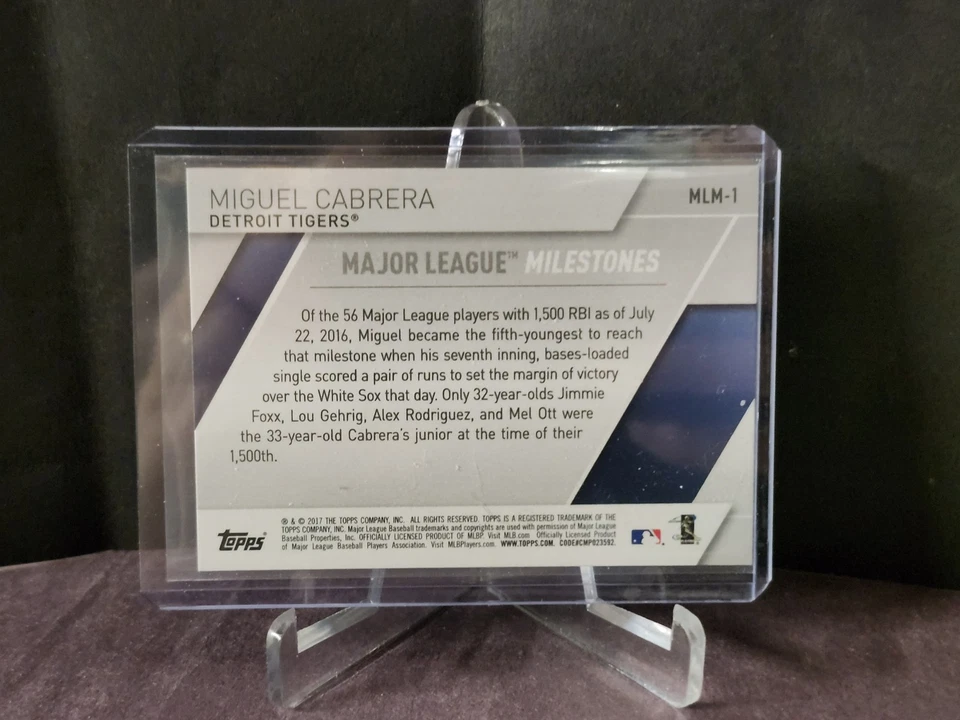 MIGUEL CABRERA
DETROIT TIGERS®
MLM-1
MAJOR LEAGUE™ MILESTONES
Of the 56 Major League players with 1,500 RBI as of July
22, 2016, Miguel became the fifth-youngest to reach
that milestone when his seventh inning, bases-loaded
single scored a pair of runs to set the margin of victory
over the White Sox that day. Only 32-year-olds Jimmie
Foxx, Lou Gehrig, Alex Rodriguez, and Mel Ott were
the 33-year-old Cabrera's junior at the time of their
1,500th.
Topps®
® & © 2017 THE TOPPS COMPANY, INC. ALL RIGHTS RESERVED. TOPPS IS A REGISTERED TRADEMARK OF THE
TOPPS COMPANY, INC. Major League Baseball trademarks and copyrights are used with permission of Major League
Baseball Properties, Inc. OFFICIALLY LICENSED PRODUCT OF MLBP. Visit MLB.com Officially Licensed Product
of Major League Baseball Players Association. Visit MLBPlayers.com. WWW.TOPPS.COM. CODE#CMP023592.